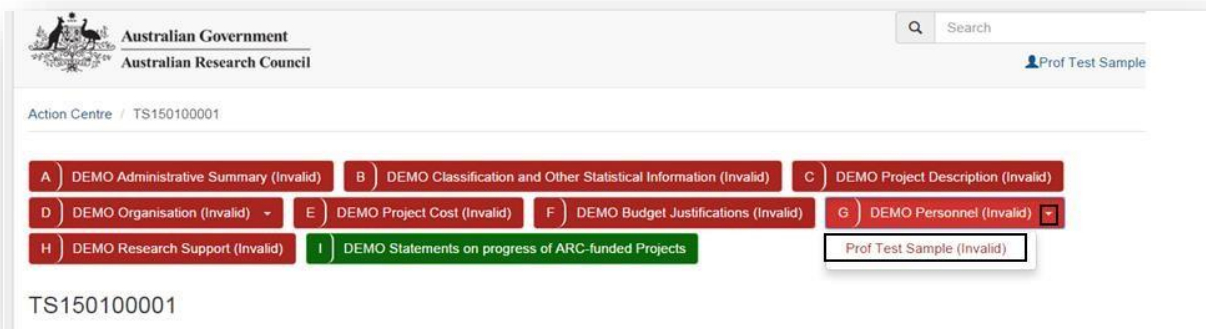 Australian Government
Australian Research Council
Search
Prof Test Sample
Action Centre / TS150100001
A DEMO Administrative Summary (Invalid) B DEMO Classification and Other Statistical Information (Invalid) C DEMO Project Description (Invalid)
D DEMO Organisation (Invalid) E DEMO Project Cost (Invalid) F DEMO Budget Justifications (Invalid) G DEMO Personnel (Invalid)
H DEMO Research Support (Invalid) I DEMO Statements on progress of ARC-funded Projects Prof Test Sample (Invalid)
TS150100001